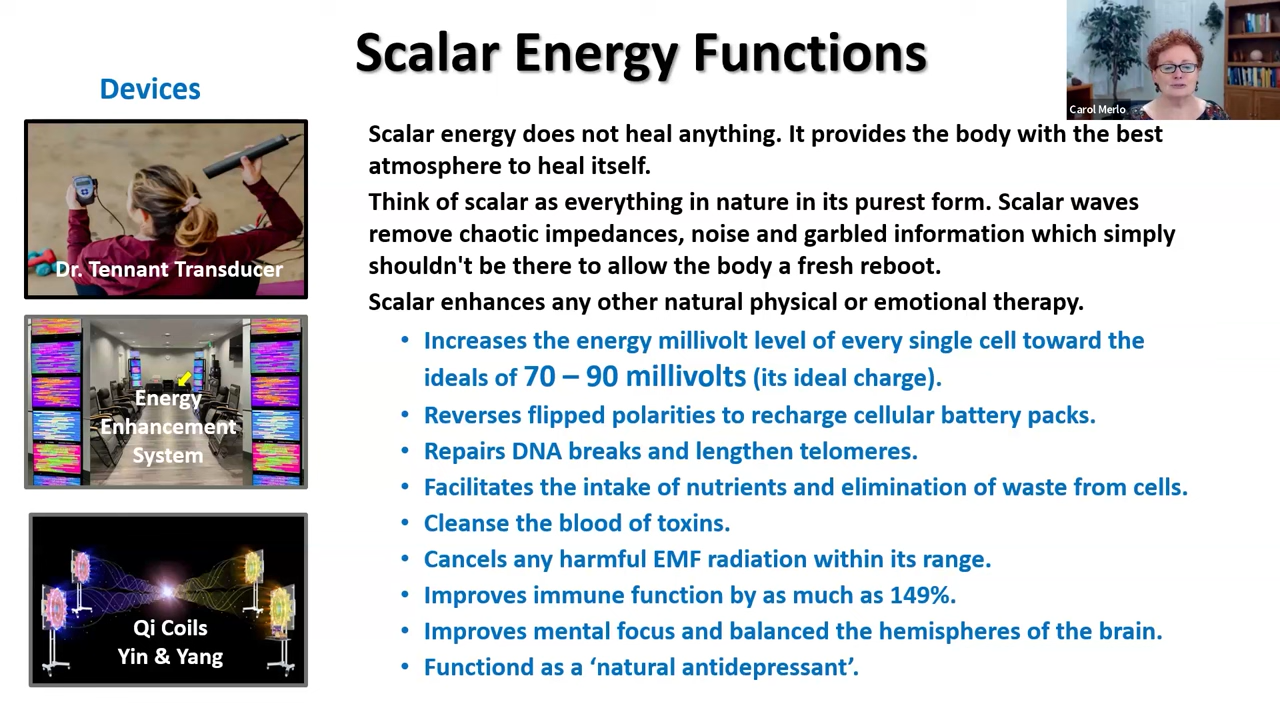 Scalar Energy Functions
Devices
Carol Merlo
Scalar energy does not heal anything. It provides the body with the best
atmosphere to heal itself.
Think of scalar as everything in nature in its purest form. Scalar waves
remove chaotic impedances, noise and garbled information which simply
shouldn't be there to allow the body a fresh reboot.
Scalar enhances any other natural physical or emotional therapy.
• Increases the energy millivolt level of every single cell toward the
ideals of 70 – 90 millivolts (its ideal charge).
• Reverses flipped polarities to recharge cellular battery packs.
• Repairs DNA breaks and lengthen telomeres.
• Facilitates the intake of nutrients and elimination of waste from cells.
• Cleanse the blood of toxins.
• Cancels any harmful EMF radiation within its range.
• Improves immune function by as much as 149%.
• Improves mental focus and balanced the hemispheres of the brain.
• Functiond as a ‘natural antidepressant’.
Dr. Tennant Transducer
Energy
Enhancement
System
Qi Coils
Yin & Yang